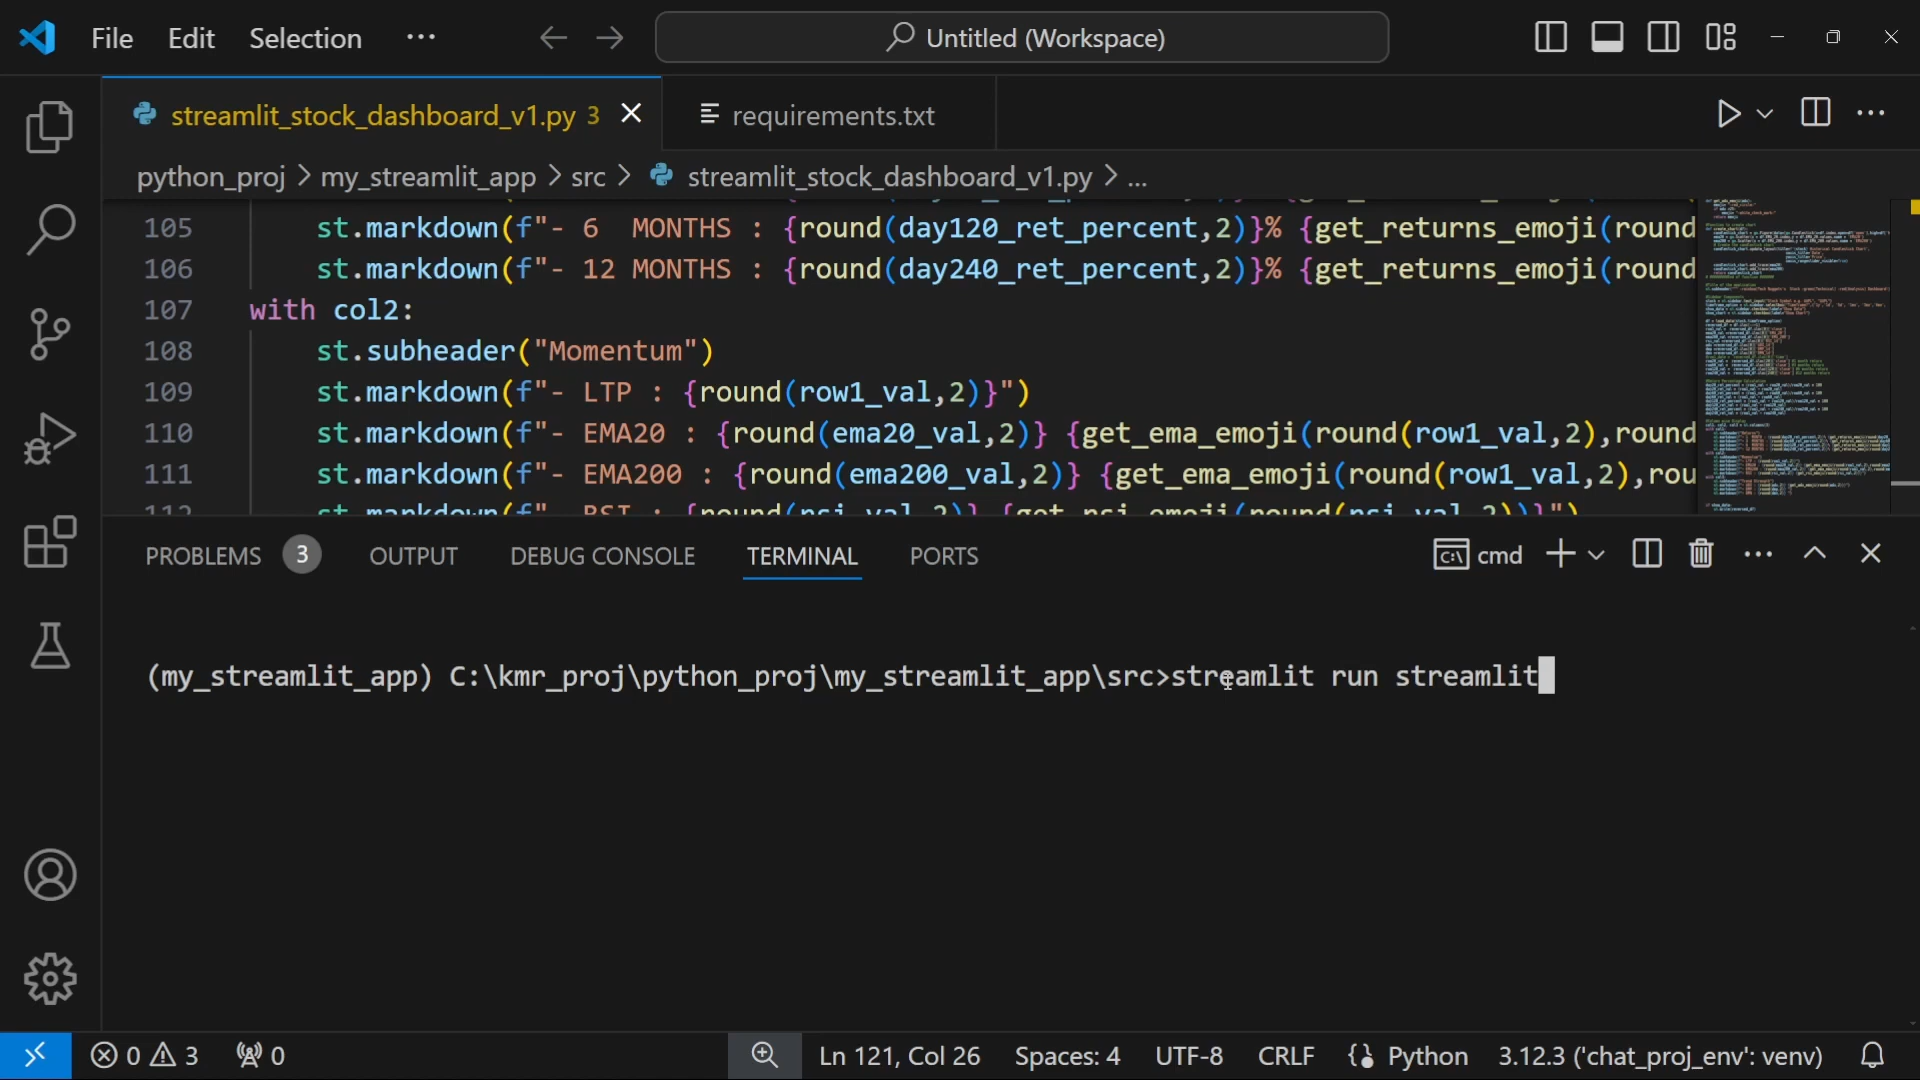 File Edit Selection ··· Untitled (Workspace)
streamlit_stock_dashboard_v1.py 3 requirements.txt
python_proj > my_streamlit_app > src > streamlit_stock_dashboard_v1.py > ...
105 st.markdown(f"- 6  MONTHS : {round(day120_ret_percent,2)}% {get_returns_emoji(round
106 st.markdown(f"- 12 MONTHS : {round(day240_ret_percent,2)}% {get_returns_emoji(round
107 with col2:
108 st.subheader("Momentum")
109 st.markdown(f"- LTP : {round(row1_val,2)}")
110 st.markdown(f"- EMA20 : {round(ema20_val,2)} {get_ema_emoji(round(row1_val,2),round
111 st.markdown(f"- EMA200 : {round(ema200_val,2)} {get_ema_emoji(round(row1_val,2),rou
112 st.markdown(f"- RSI : {round(rsi_val,2)} {get_rsi_emoji(round(rsi_val,2))}")
PROBLEMS 3 OUTPUT DEBUG CONSOLE TERMINAL PORTS cmd
(my_streamlit_app) C:\kmr_proj\python_proj\my_streamlit_app\src>streamlit run streamlit
0 3 0 Ln 121, Col 26 Spaces: 4 UTF-8 CRLF Python 3.12.3 ('chat_proj_env': venv)